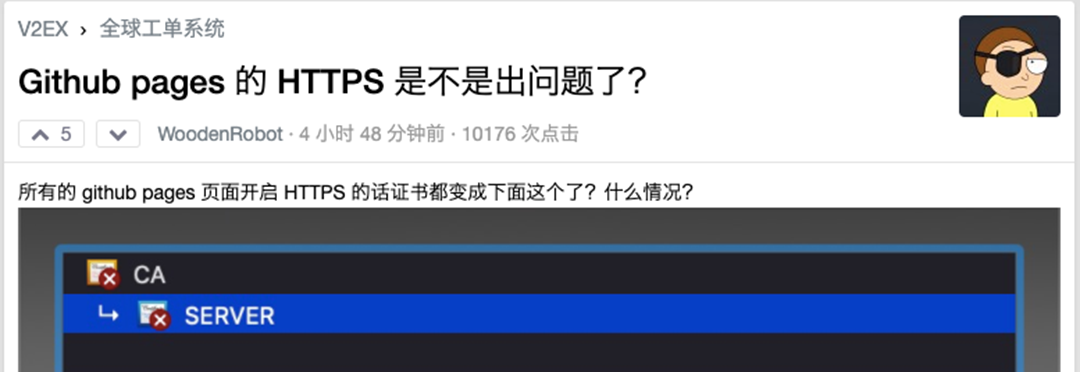 V2EX › 全球工单系统
Github pages 的 HTTPS 是不是出问题了?
5 WoodenRobot · 4 小时 48 分钟前 · 10176 次点击
所有的 github pages 页面开启 HTTPS 的话证书都变成下面这个了? 什么情况?
CA
SERVER